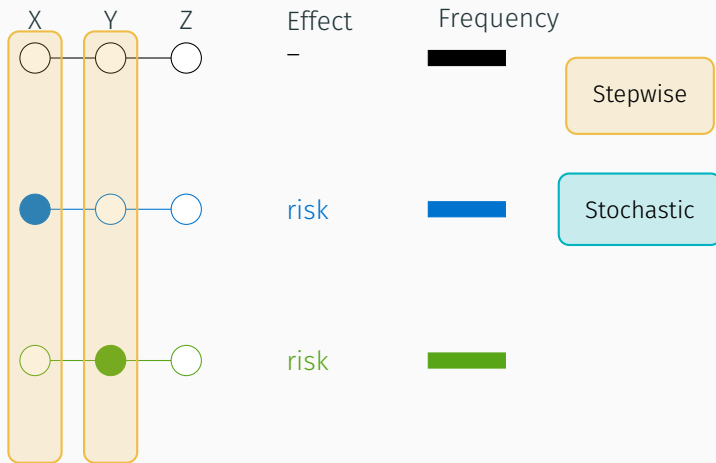 X Y Z Effect Frequency
–
Stepwise
risk
Stochastic
risk